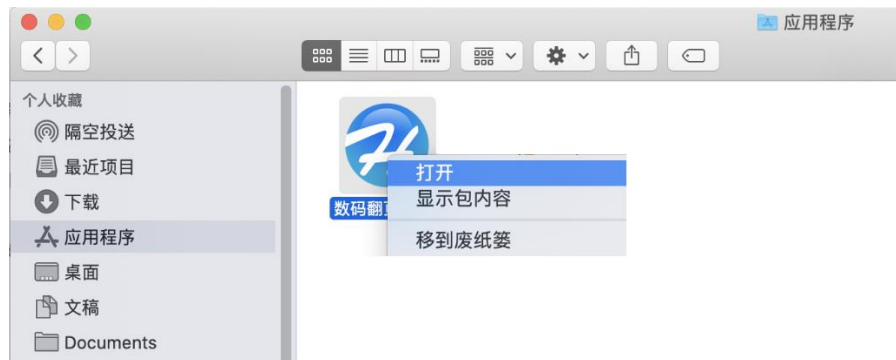 应用程序
个人收藏
隔空投送
最近项目
下载
应用程序
桌面
文稿
Documents
打开
显示包内容
数码翻
移到废纸篓